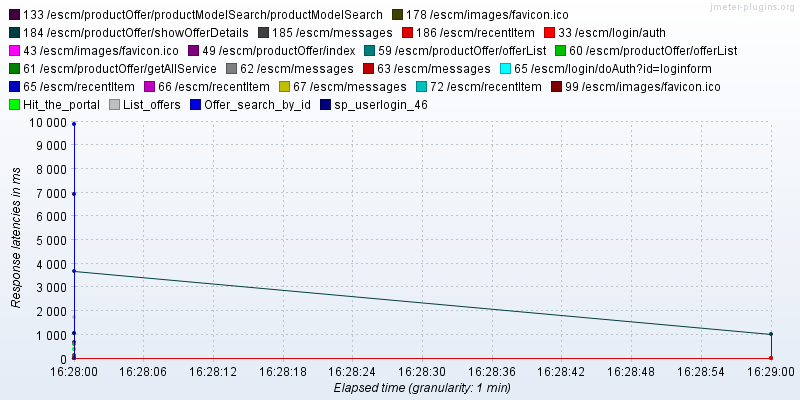 jmeter-plugins.org
133 /escm/productOffer/productModelSearch/productModelSearch 178 /escm/images/favicon.ico
184 /escm/productOffer/showOfferDetails 185 /escm/messages 186 /escm/recentItem 33 /escm/login/auth
43 /escm/images/favicon.ico 49 /escm/productOffer/index 59 /escm/productOffer/offerList 60 /escm/productOffer/offerList
61 /escm/productOffer/getAllService 62 /escm/messages 63 /escm/messages 65 /escm/login/doAuth?id=loginform
65 /escm/recentItem 66 /escm/recentItem 67 /escm/messages 72 /escm/recentItem 99 /escm/images/favicon.ico
Hit_the_portal List_offers Offer_search_by_id sp_userlogin_46
10 000
9 000
8 000
7 000
6 000
5 000
4 000
3 000
2 000
1 000
0
Response latencies in ms
16:28:00 16:28:06 16:28:12 16:28:18 16:28:24 16:28:30 16:28:36 16:28:42 16:28:48 16:28:54 16:29:00
Elapsed time (granularity: 1 min)